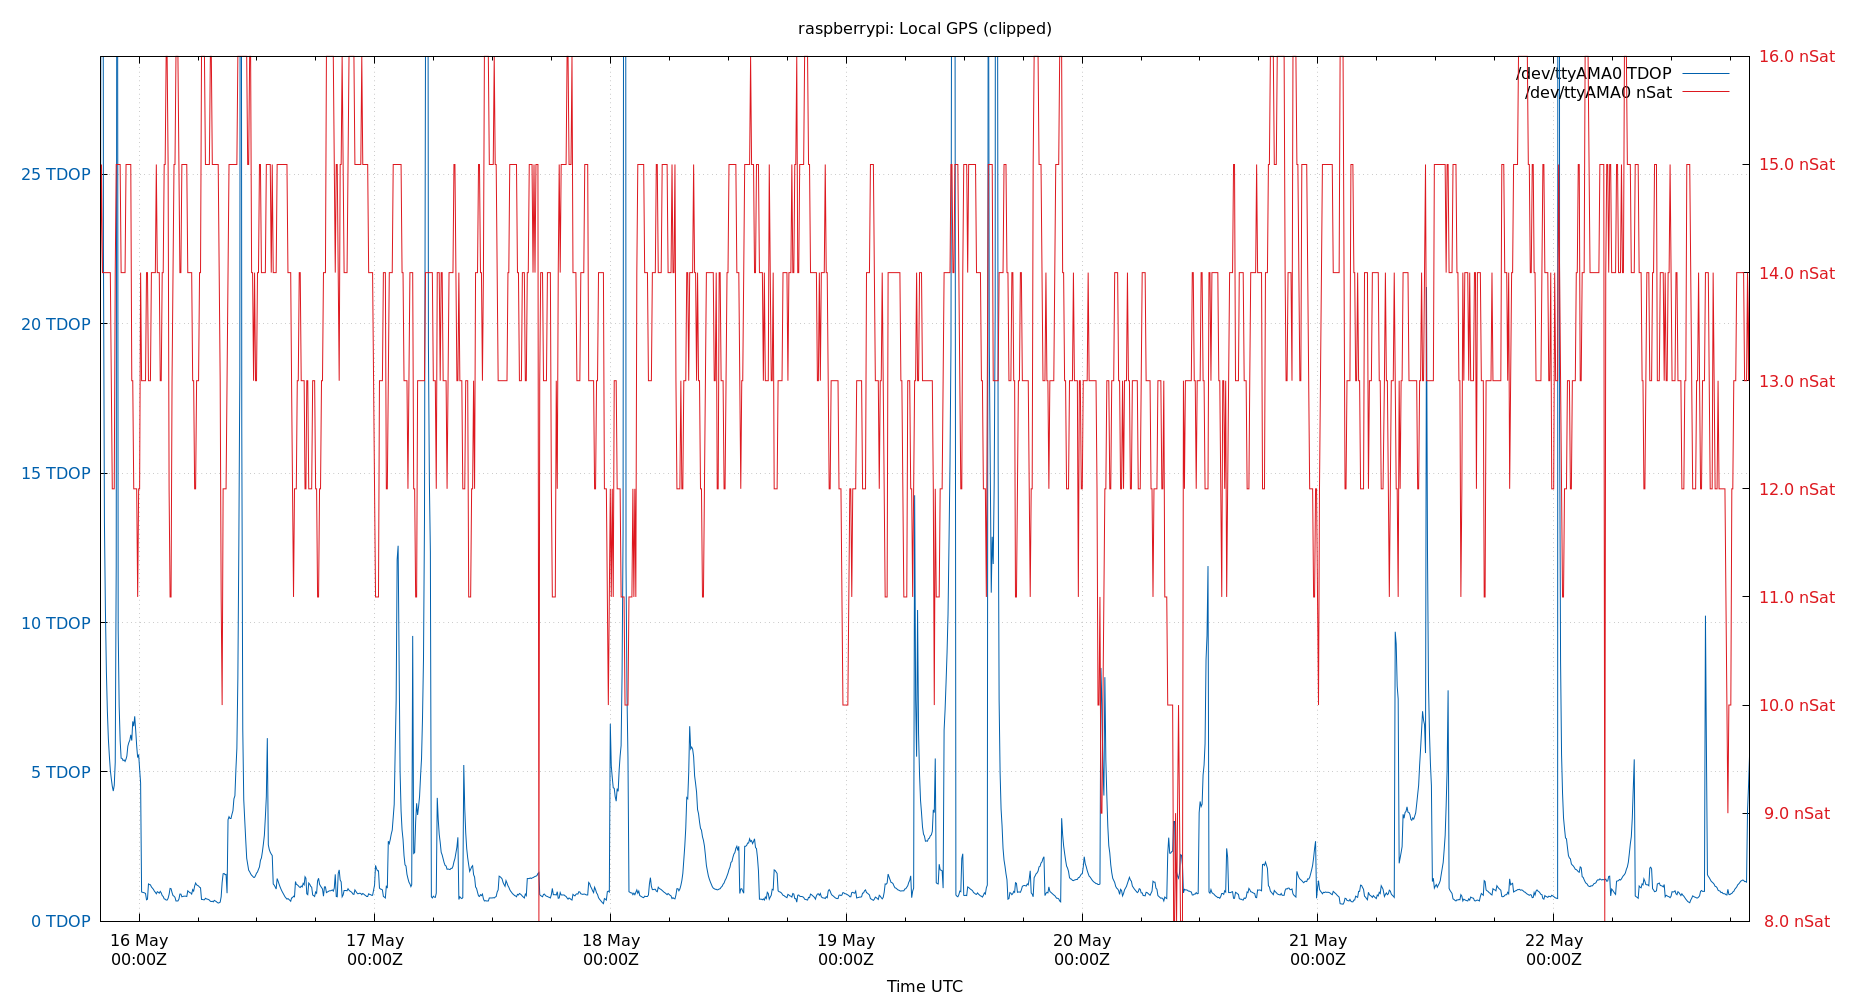 raspberrypi: Local GPS (clipped)
/dev/ttyAMA0 TDOP
/dev/ttyAMA0 nSat
25 TDOP
20 TDOP
15 TDOP
10 TDOP
5 TDOP
0 TDOP
16.0 nSat
15.0 nSat
14.0 nSat
13.0 nSat
12.0 nSat
11.0 nSat
10.0 nSat
9.0 nSat
8.0 nSat
16 May 17 May 18 May 19 May 20 May 21 May 22 May
00:00Z 00:00Z 00:00Z 00:00Z 00:00Z 00:00Z 00:00Z
Time UTC